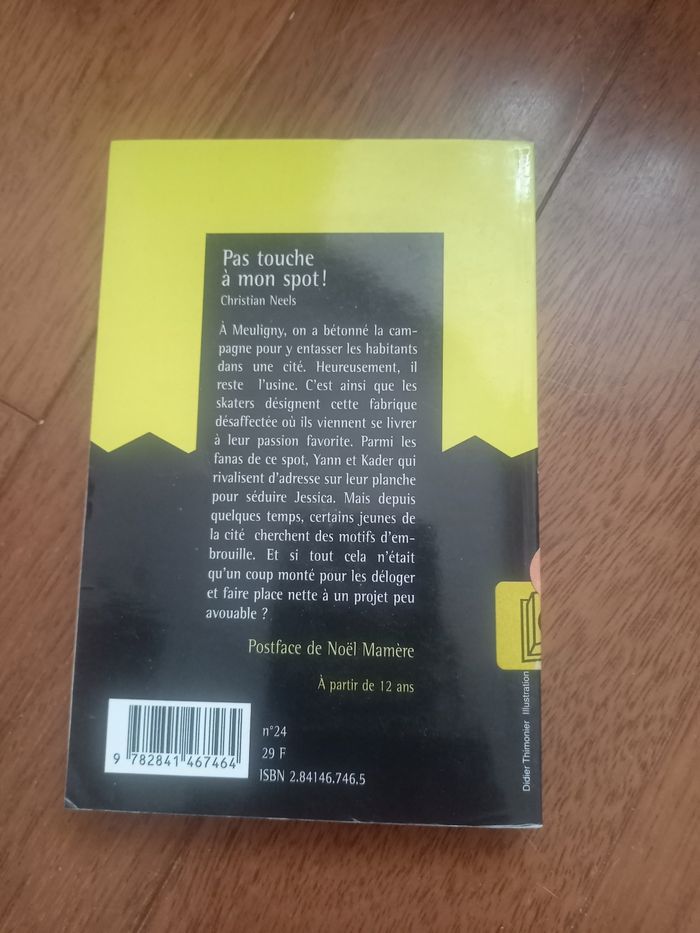 Pas touche
à mon spot!
Christian Neels
À Meuligny, on a bétonné la cam-
pagne pour y entasser les habitants
dans une cité. Heureusement, il
reste l'usine. C'est ainsi que les
skaters désignent cette fabrique
désaffectée où ils viennent se livrer
à leur passion favorite. Parmi les
fanas de ce spot, Yann et Kader qui
rivalisent d'adresse sur leur planche
pour séduire Jessica. Mais depuis
quelques temps, certains jeunes de
la cité cherchent des motifs d'em-
brouille. Et si tout cela n'était
qu'un coup monté pour les déloger
et faire place nette à un projet peu
avouable ?
Postface de Noël Mamère
À partir de 12 ans
n°24
29 F
ISBN 2.84146.746.5
9 782841 467464
Didier Thimonier Illustration